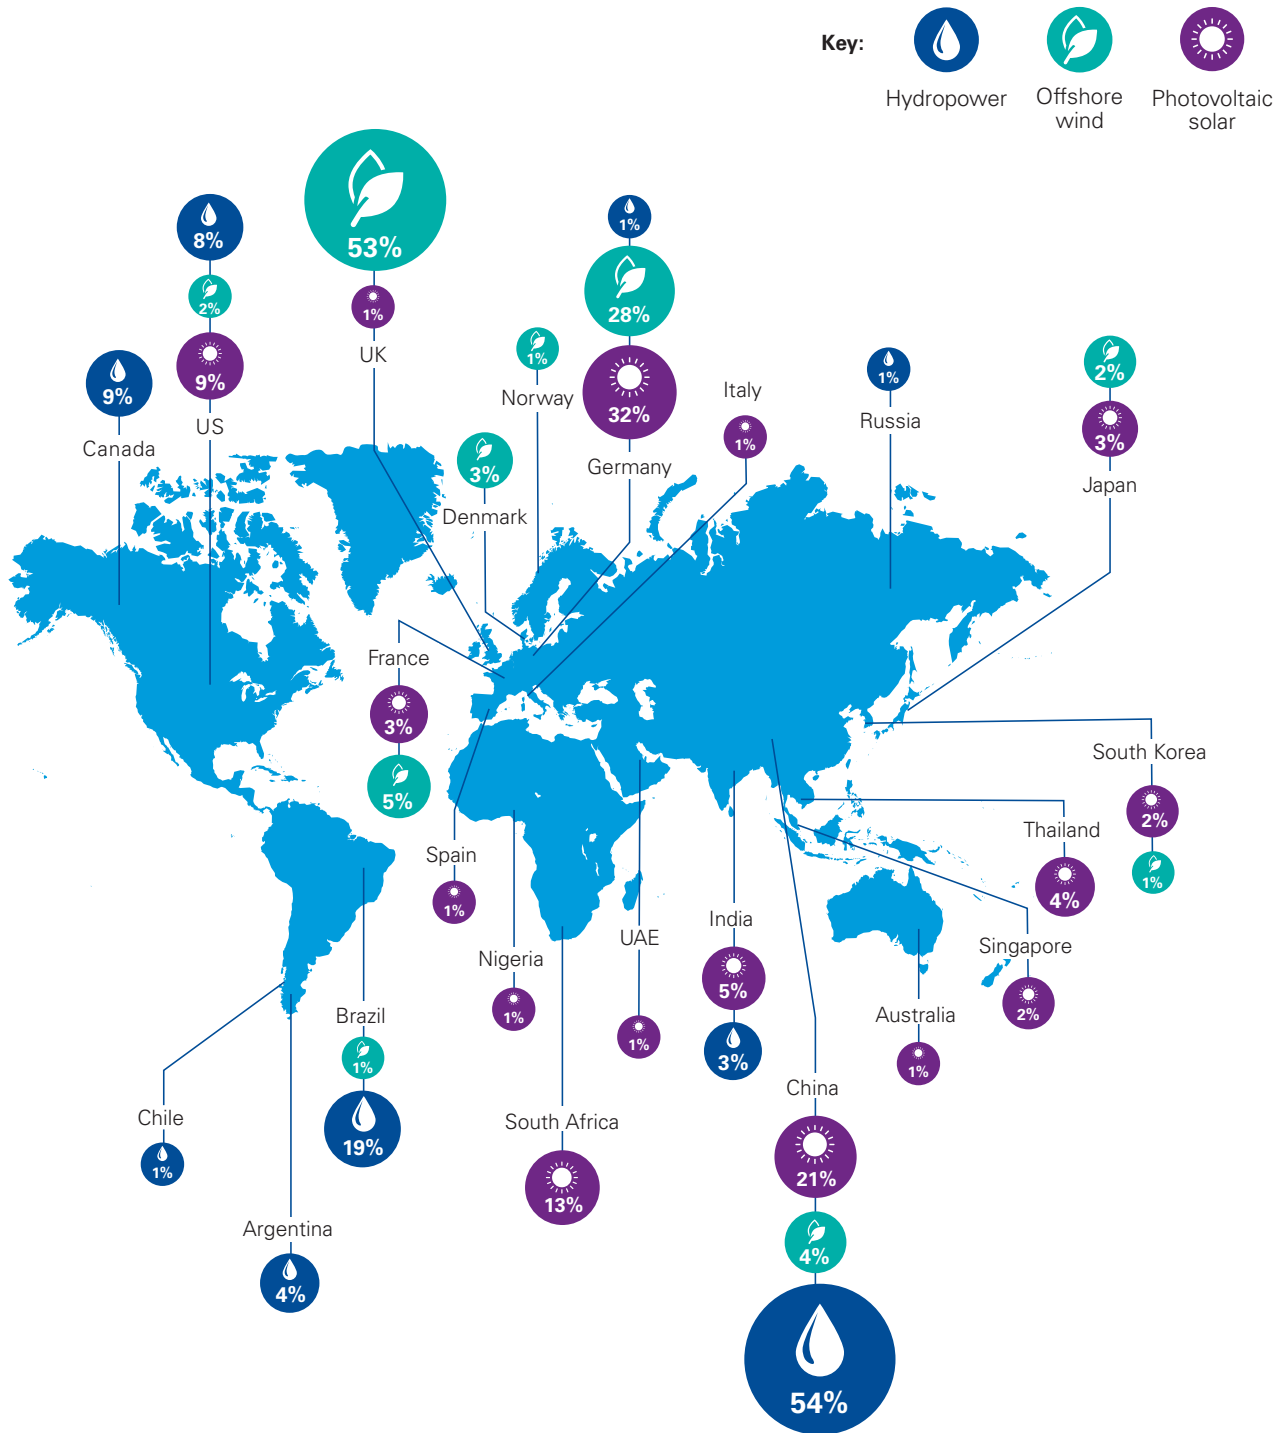 Key:
Hydropower
Offshore
wind
Photovoltaic
solar
53%
1%
UK
8%
2%
9%
US
9%
Canada
1%
28%
32%
Germany
1%
Norway
3%
Denmark
Italy
1%
1%
Russia
2%
3%
Japan
France
3%
5%
South Korea
2%
1%
Thailand
4%
Spain
1%
Nigeria
1%
UAE
1%
India
5%
3%
Singapore
2%
Australia
1%
Brazil
1%
19%
China
21%
4%
54%
Chile
1%
South Africa
13%
Argentina
4%